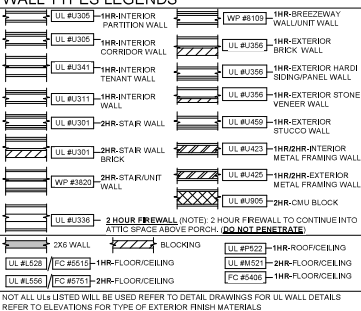 WALL TYPES LEGENDS
UL #U305 1HR-INTERIOR
PARTITION WALL
UL #U305 1HR-INTERIOR
CORRIDOR WALL
UL #U341 1HR-INTERIOR
TENANT WALL
UL #U311 1HR-INTERIOR
WALL
UL #U301 2HR-STAIR WALL
UL #U301 2HR-STAIR WALL
BRICK
WP #3820 2HR-STAIR/UNIT
WALL
WP #8109 1HR-BREEZEWAY
WALL/UNIT WALL
UL #U356 1HR-EXTERIOR
BRICK WALL
UL #U356 1HR-EXTERIOR HARDI
SIDING/PANEL WALL
UL #U356 1HR-EXTERIOR STONE
VENEER WALL
UL #U459 1HR-EXTERIOR
STUCCO WALL
UL #U423 1HR/2HR-INTERIOR
METAL FRAMING WALL
UL #U425 1HR/2HR-EXTERIOR
METAL FRAMING WALL
UL #U905 2HR-CMU BLOCK
UL #U336 2 HOUR FIREWALL (NOTE): 2 HOUR FIREWALL TO CONTINUE INTO
ATTIC SPACE ABOVE PORCH. (DO NOT PENETRATE)
2X6 WALL BLOCKING
UL #L528 / FC #5515 1HR-FLOOR/CEILING
UL #L556 / FC #5751 2HR-FLOOR/CEILING
UL #P522 1HR-ROOF/CEILING
UL #M521 2HR-FLOOR/CEILING
FC #5406 1HR-FLOOR/CEILING
NOT ALL ULs LISTED WILL BE USED REFER TO DETAIL DRAWINGS FOR UL WALL DETAILS
REFER TO ELEVATIONS FOR TYPE OF EXTERIOR FINISH MATERIALS